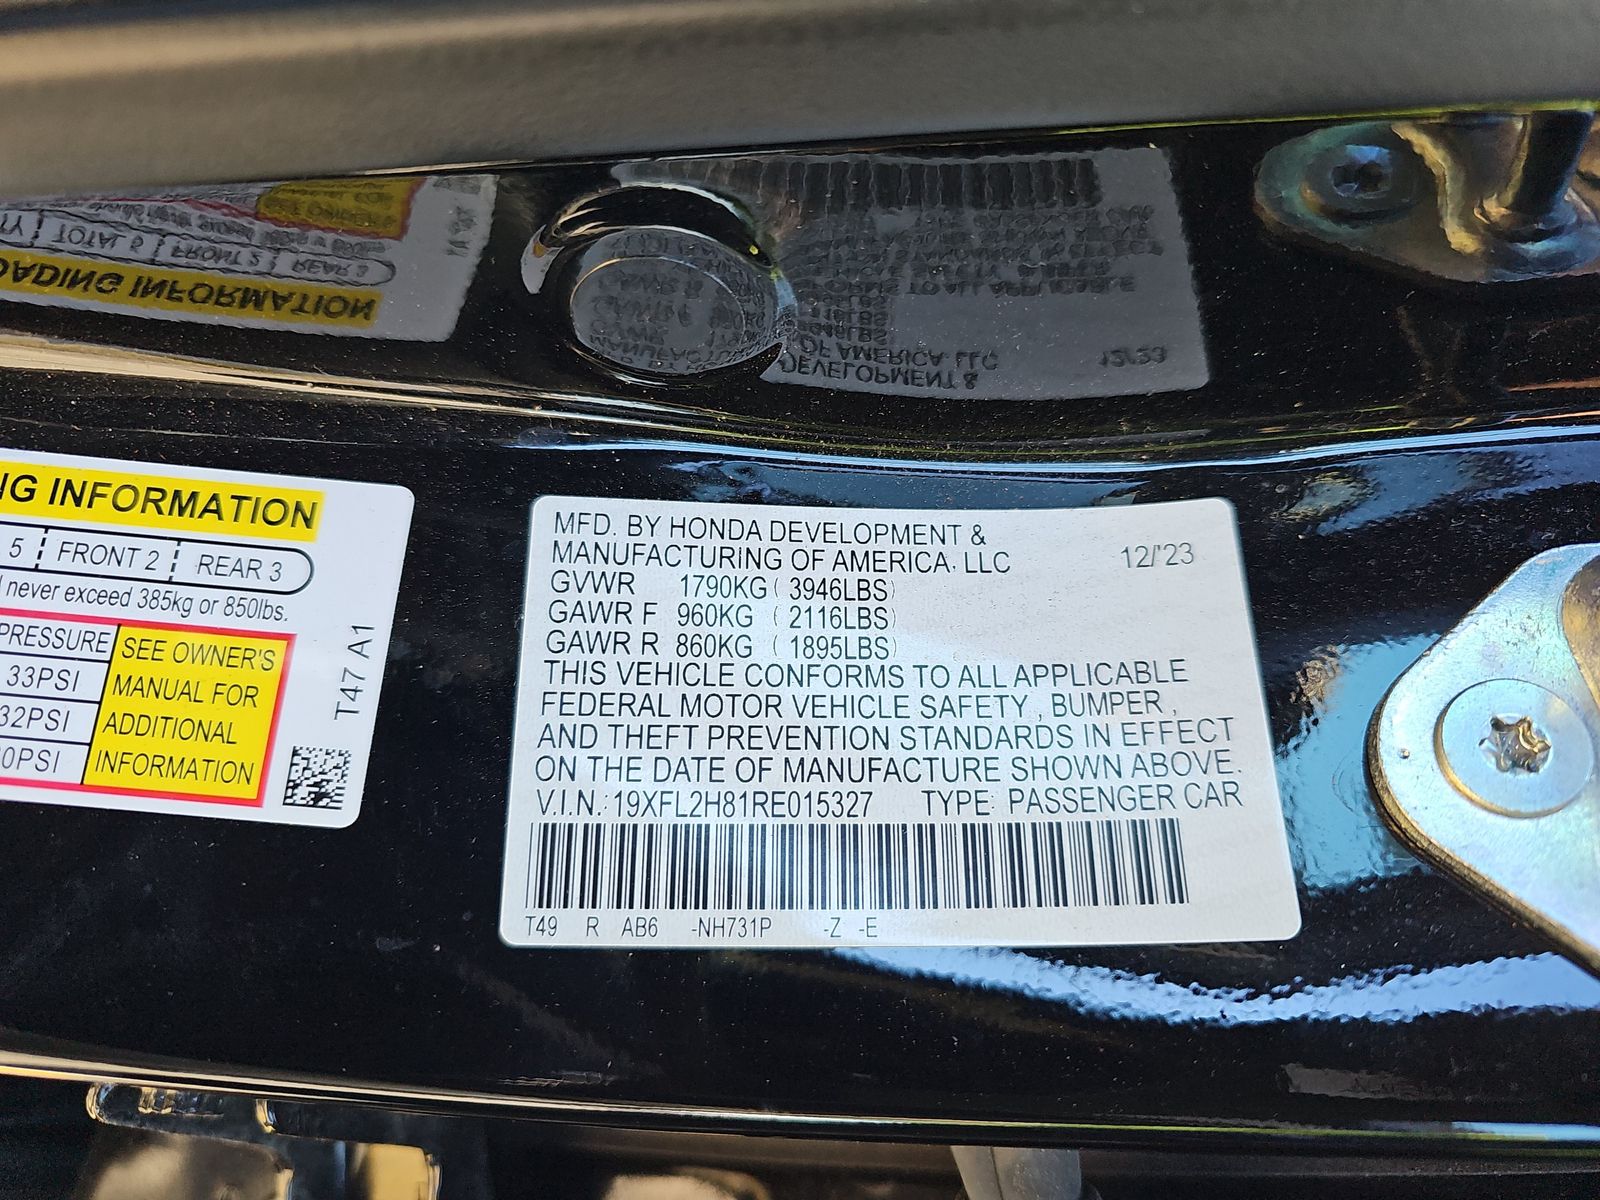 NG INFORMATION
5 FRONT 2 REAR 3
never exceed 385kg or 850lbs.
PRESSURE
33PSI
32PSI
0PSI
SEE OWNER'S
MANUAL FOR
ADDITIONAL
INFORMATION
T47 A1
MFD. BY HONDA DEVELOPMENT &
MANUFACTURING OF AMERICA, LLC 12/'23
GVWR 1790KG ( 3946LBS)
GAWR F 960KG ( 2116LBS)
GAWR R 860KG ( 1895LBS)
THIS VEHICLE CONFORMS TO ALL APPLICABLE
FEDERAL MOTOR VEHICLE SAFETY , BUMPER ,
AND THEFT PREVENTION STANDARDS IN EFFECT
ON THE DATE OF MANUFACTURE SHOWN ABOVE.
V.I.N.: 19XFL2H81RE015327 TYPE: PASSENGER CAR
T49 R AB6 -NH731P -Z -E